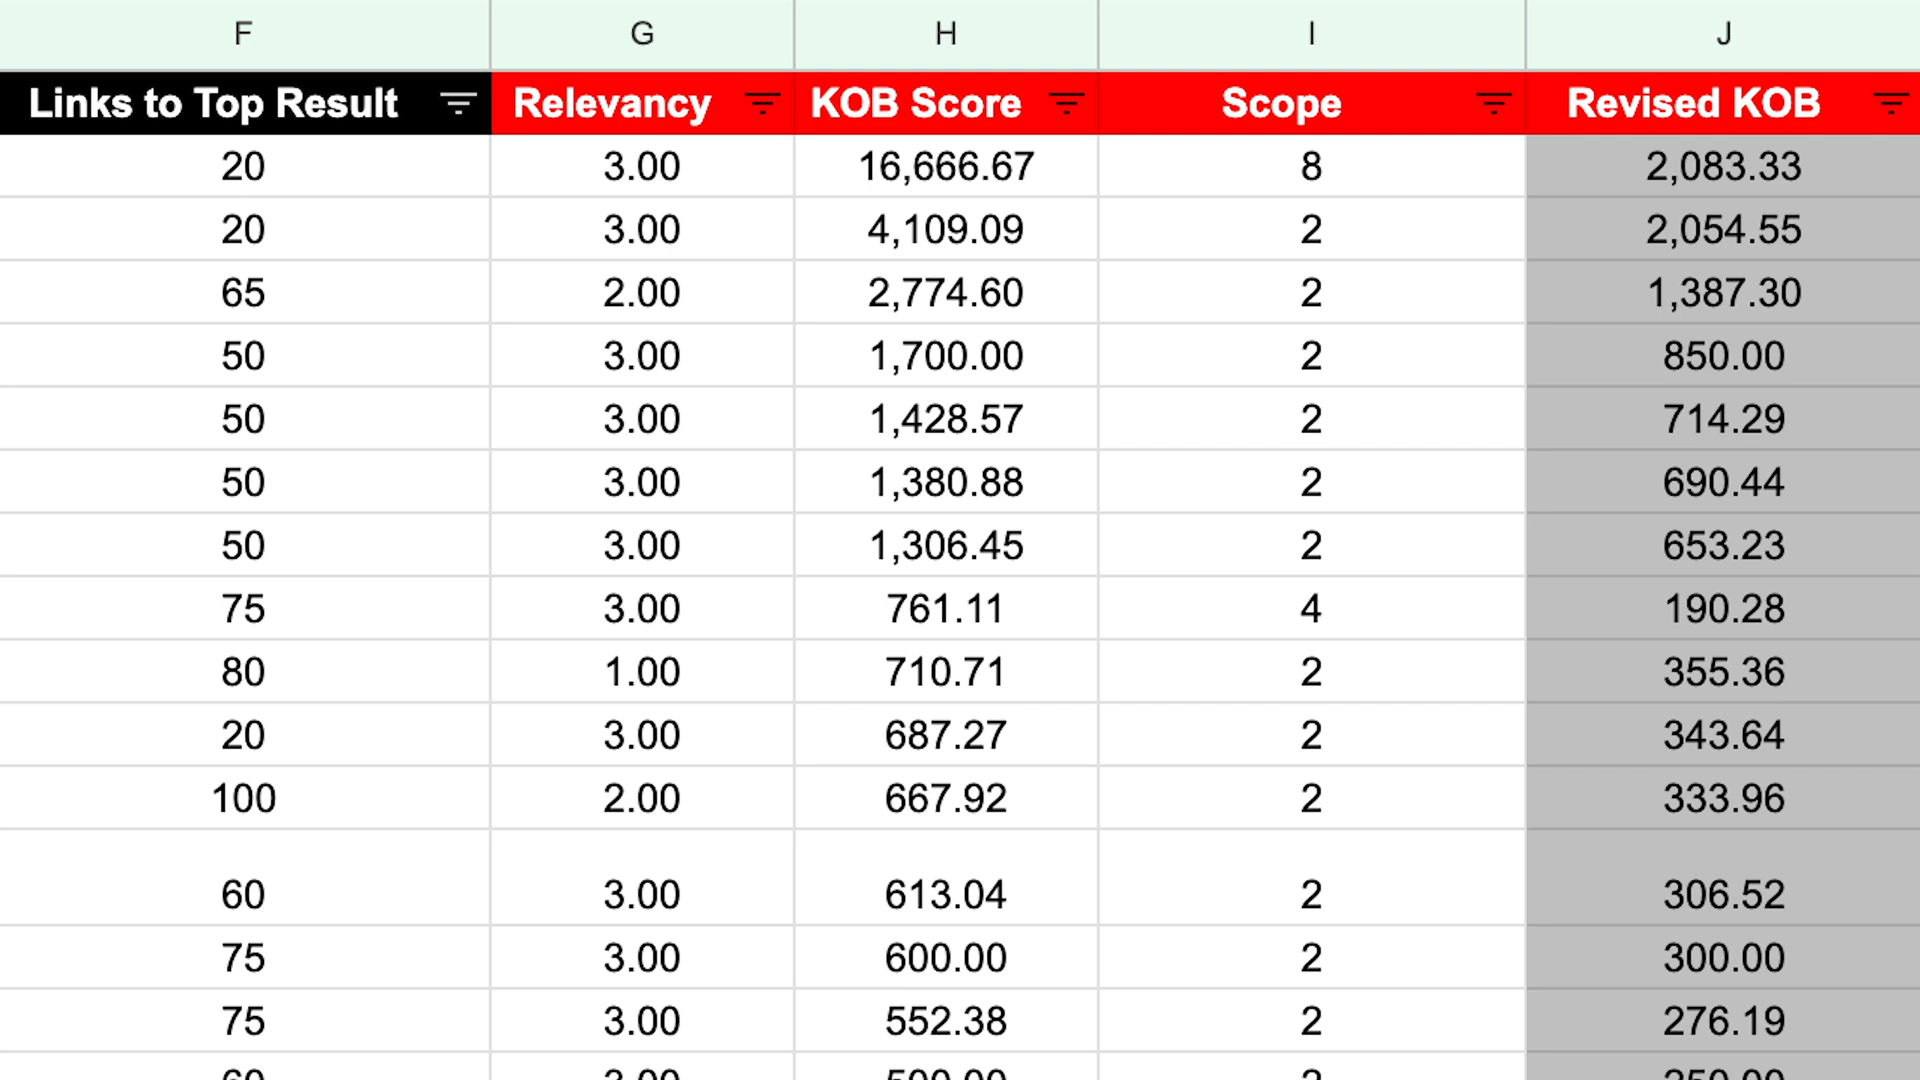 F G H I J
Links to Top Result Relevancy KOB Score Scope Revised KOB
20 3.00 16,666.67 8 2,083.33
20 3.00 4,109.09 2 2,054.55
65 2.00 2,774.60 2 1,387.30
50 3.00 1,700.00 2 850.00
50 3.00 1,428.57 2 714.29
50 3.00 1,380.88 2 690.44
50 3.00 1,306.45 2 653.23
75 3.00 761.11 4 190.28
80 1.00 710.71 2 355.36
20 3.00 687.27 2 343.64
100 2.00 667.92 2 333.96
60 3.00 613.04 2 306.52
75 3.00 600.00 2 300.00
75 3.00 552.38 2 276.19